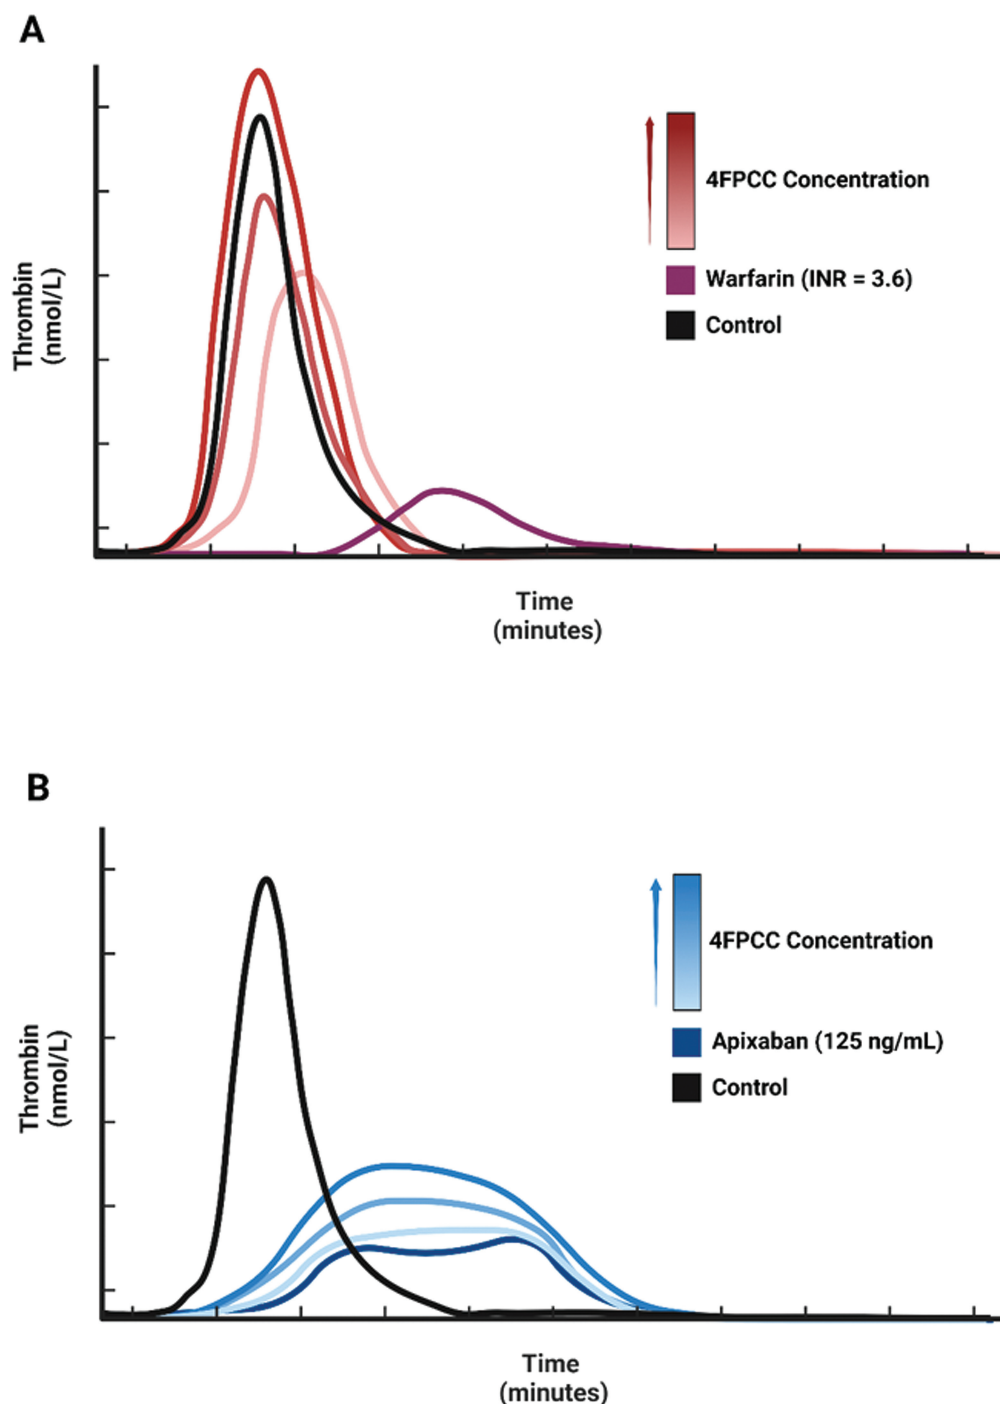 A
Thrombin
(nmol/L)
4FPCC Concentration
Warfarin (INR = 3.6)
Control
Time
(minutes)
B
Thrombin
(nmol/L)
4FPCC Concentration
Apixaban (125 ng/mL)
Control
Time
(minutes)